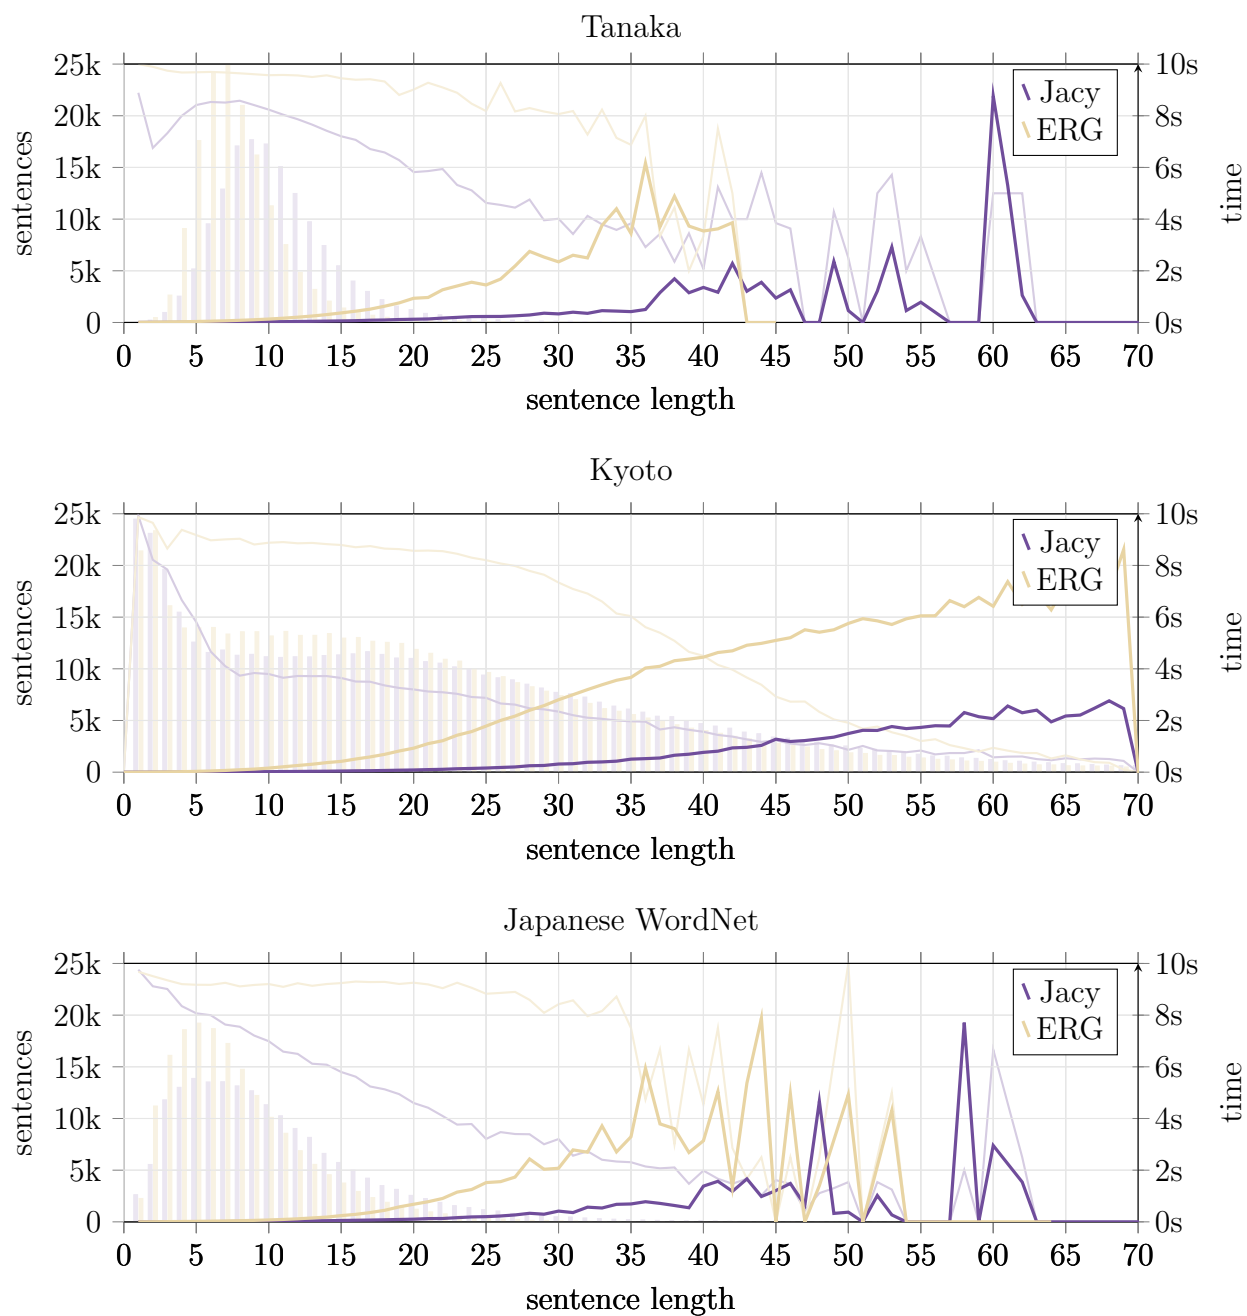 Tanaka
25k 10s
Jacy
20k 8s
ERG
15k 6s
sentences time
10k 4s
5k 2s
0 0s
0 5 10 15 20 25 30 35 40 45 50 55 60 65 70
sentence length
Kyoto
25k 10s
Jacy
20k 8s
ERG
15k 6s
sentences time
10k 4s
5k 2s
0 0s
0 5 10 15 20 25 30 35 40 45 50 55 60 65 70
sentence length
Japanese WordNet
25k 10s
Jacy
20k 8s
ERG
15k 6s
sentences time
10k 4s
5k 2s
0 0s
0 5 10 15 20 25 30 35 40 45 50 55 60 65 70
sentence length